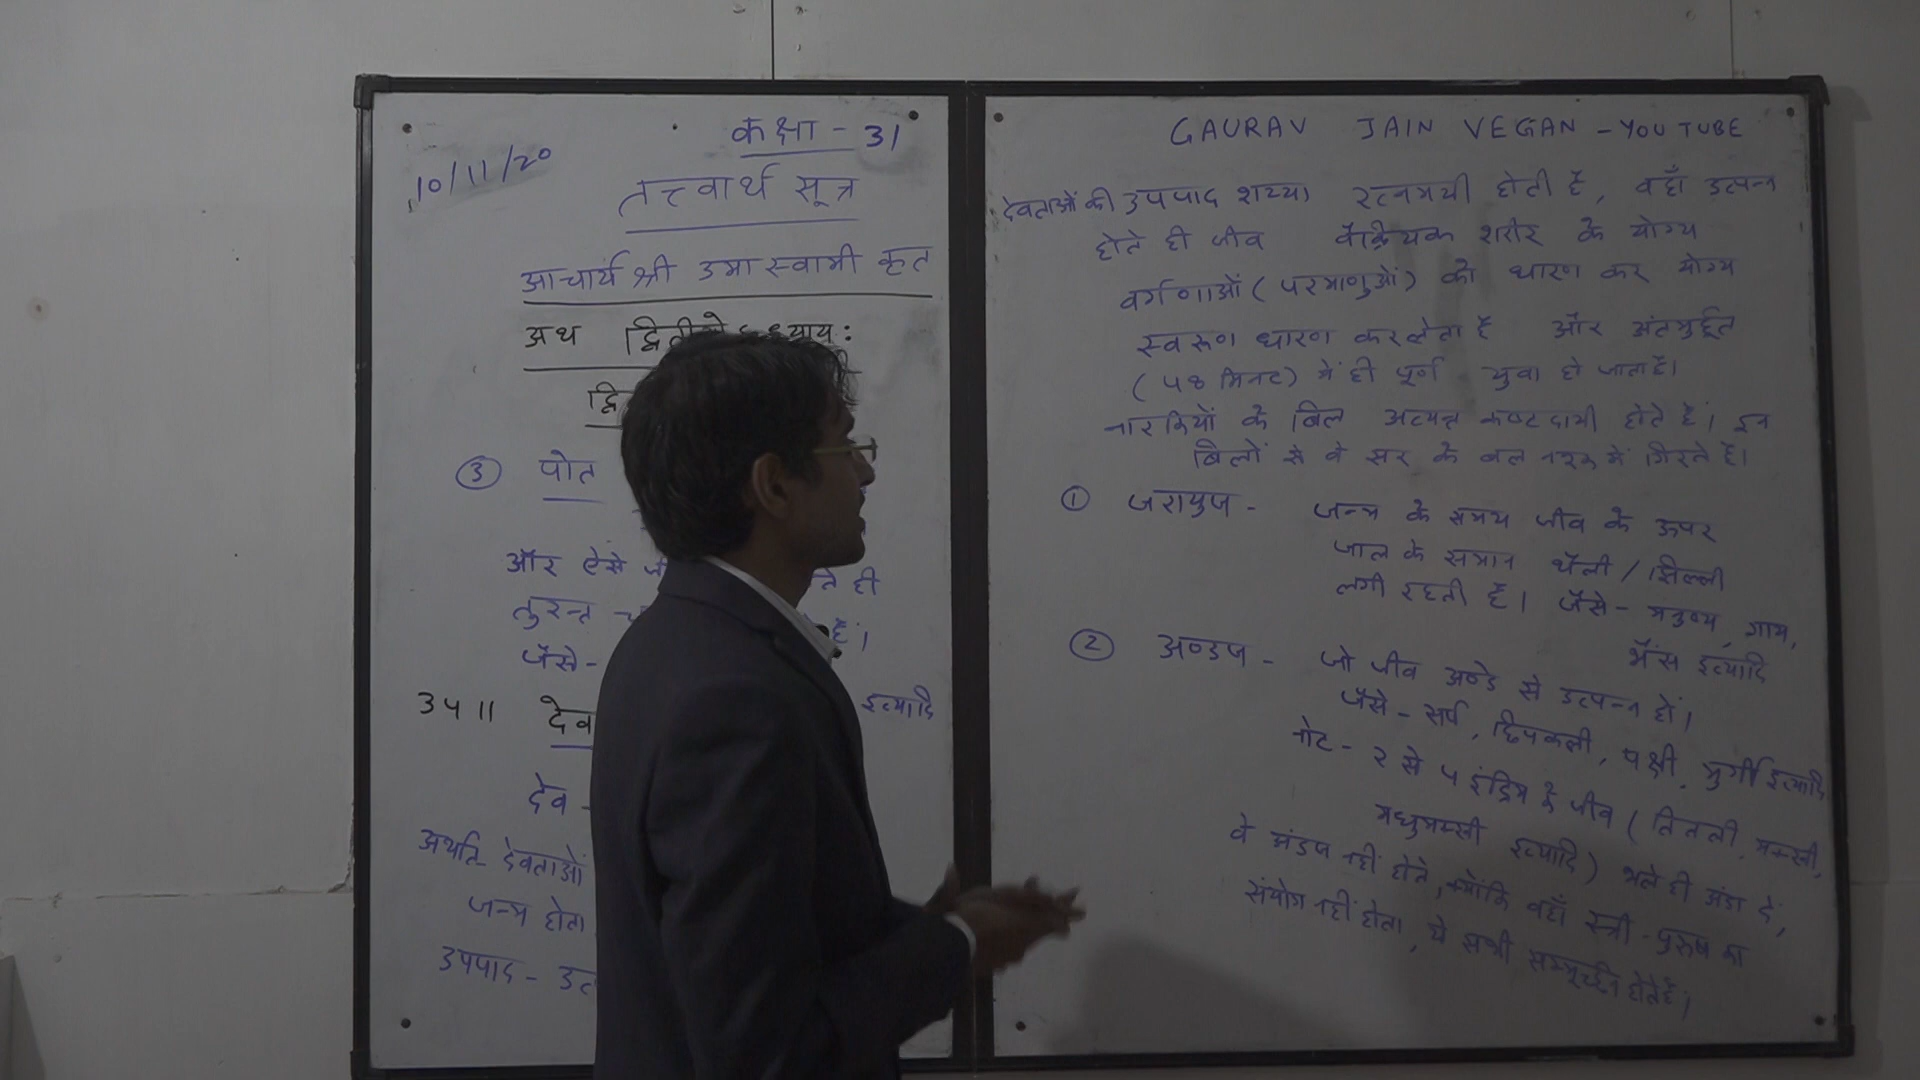 10/11/20
कक्षा - 31
तत्त्वार्थ सूत्र
आचार्य श्री उमास्वामी कृत
अथ
③ पोत
और ऐसे
ते ही
तुरन्त
हैं।
जैसे-
इत्यादि
34 ॥ देव
देव -
अर्थात- देवताओं
जन्म होता
उपपाद - उत
GAURAV JAIN VEGAN - YOU TUBE
देवताओं की उपपाद शय्या रत्नमयी होती है, वहाँ उत्पन्न
होते ही जीव वैक्रियक शरीर के योग्य
वर्गणाओं (परमाणुओं) को धारण कर योग्य
स्वरूप धारण कर लेता है और अंतमुर्हूत
(48 मिनट) में ही पूर्ण युवा हो जाता है।
नारकियों के बिल अत्यन्त कष्टदायी होते हैं। इन
बिलों से वे सर के बल नरक में गिरते हैं।
① जरायुज - जन्म के समय जीव के ऊपर
जाल के समान थैली / झिल्ली
लगी रहती है। जैसे - मनुष्य, गाय,
भैंस इत्यादि
② अण्डज - जो जीव अण्डे से उत्पन्न हों।
जैसे - सर्प, छिपकली, पक्षी, मुर्गी इत्यादि
नोट - 2 से 4 इंद्रिय के जीव (तितली, मक्खी,
मधुमक्खी इत्यादि) भले ही अंडा दें,
वे अंडज नहीं होते, क्योंकि वहाँ स्त्री-पुरुष का
संयोग नहीं होता, ये सभी सम्मूर्च्छन होते हैं।